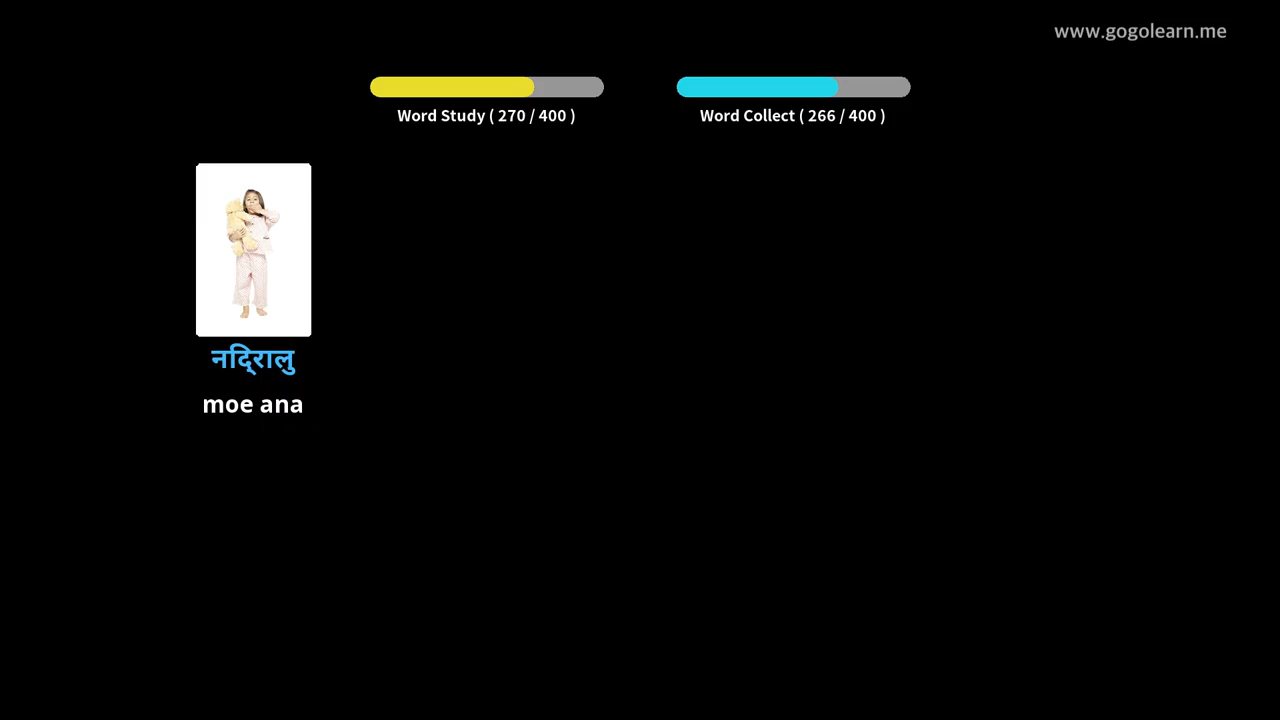 www.gogolearn.me
Word Study ( 270 / 400 )
Word Collect ( 266 / 400 )
नदि्रालु
moe ana